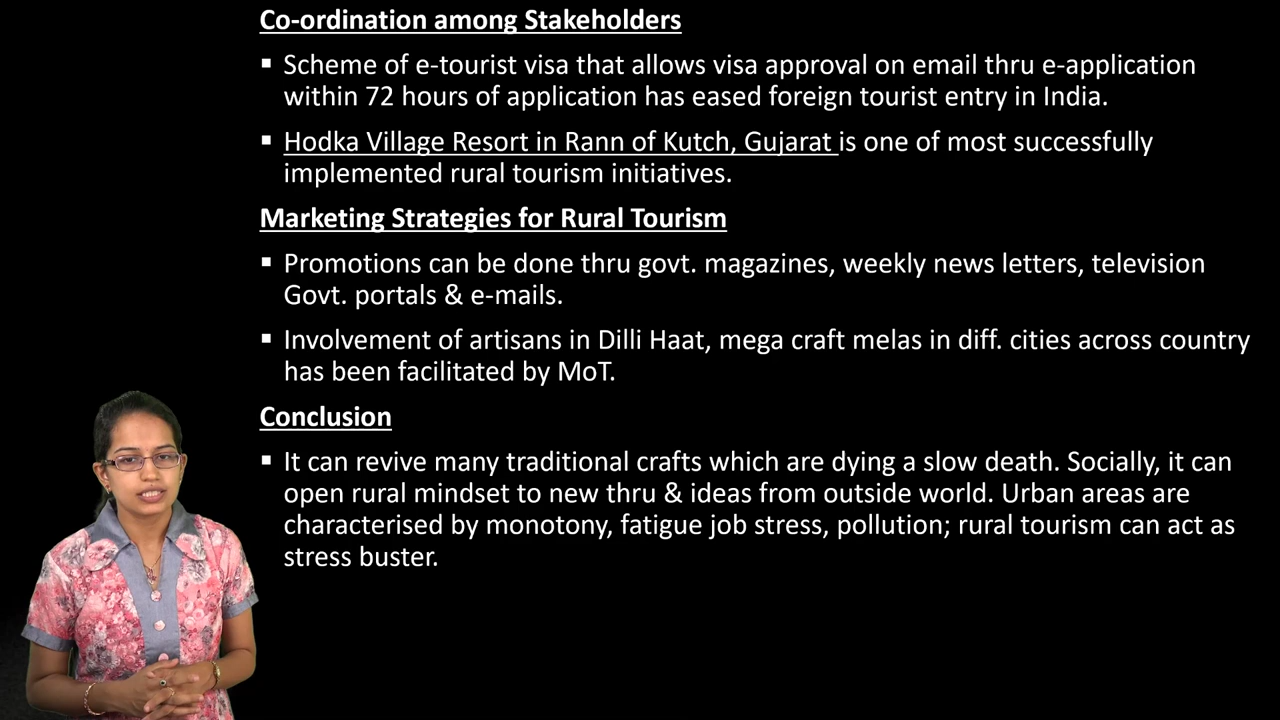 Co-ordination among Stakeholders
▪ Scheme of e-tourist visa that allows visa approval on email thru e-application
within 72 hours of application has eased foreign tourist entry in India.
▪ Hodka Village Resort in Rann of Kutch, Gujarat is one of most successfully
implemented rural tourism initiatives.
Marketing Strategies for Rural Tourism
▪ Promotions can be done thru govt. magazines, weekly news letters, television
Govt. portals & e-mails.
▪ Involvement of artisans in Dilli Haat, mega craft melas in diff. cities across country
has been facilitated by MoT.
Conclusion
▪ It can revive many traditional crafts which are dying a slow death. Socially, it can
open rural mindset to new thru & ideas from outside world. Urban areas are
characterised by monotony, fatigue job stress, pollution; rural tourism can act as
stress buster.